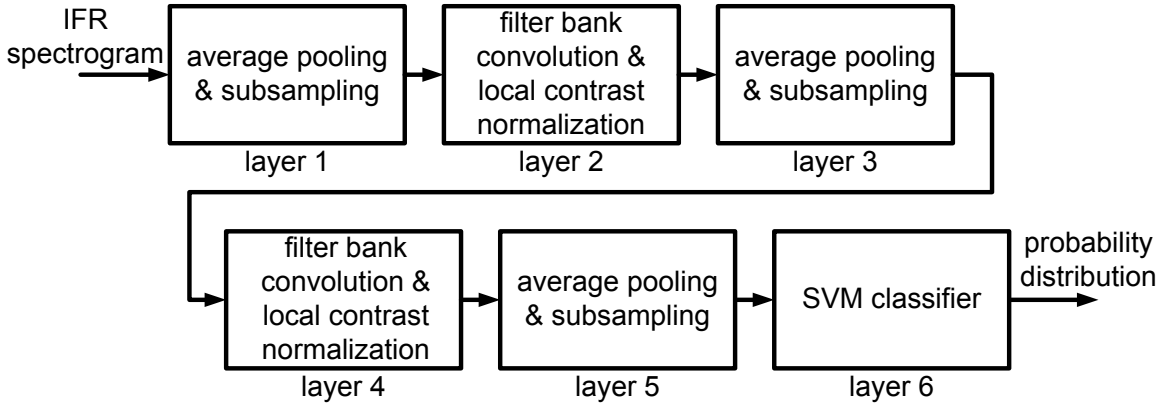 IFR
spectrogram
average pooling
& subsampling
layer 1
filter bank
convolution &
local contrast
normalization
layer 2
average pooling
& subsampling
layer 3
filter bank
convolution &
local contrast
normalization
layer 4
average pooling
& subsampling
layer 5
SVM classifier
layer 6
probability
distribution